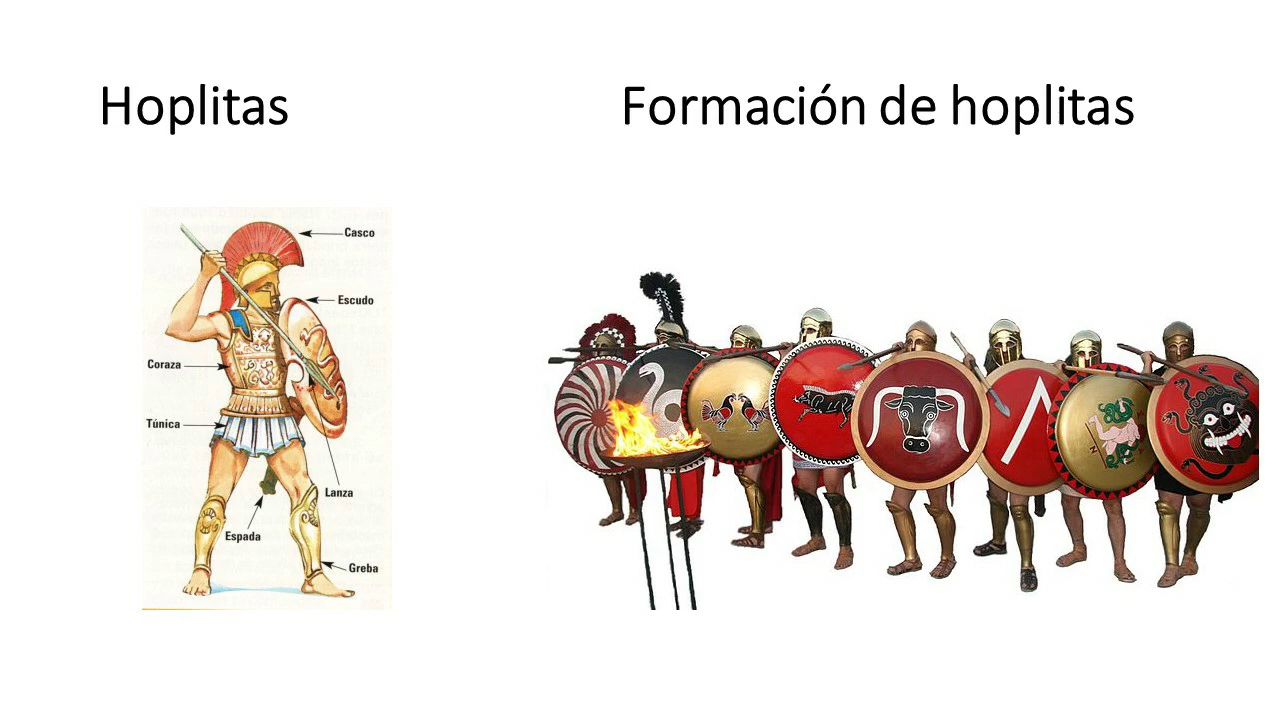 Hoplitas
Formación de hoplitas
Casco
Escudo
Coraza
Túnica
Lanza
Espada
Greba